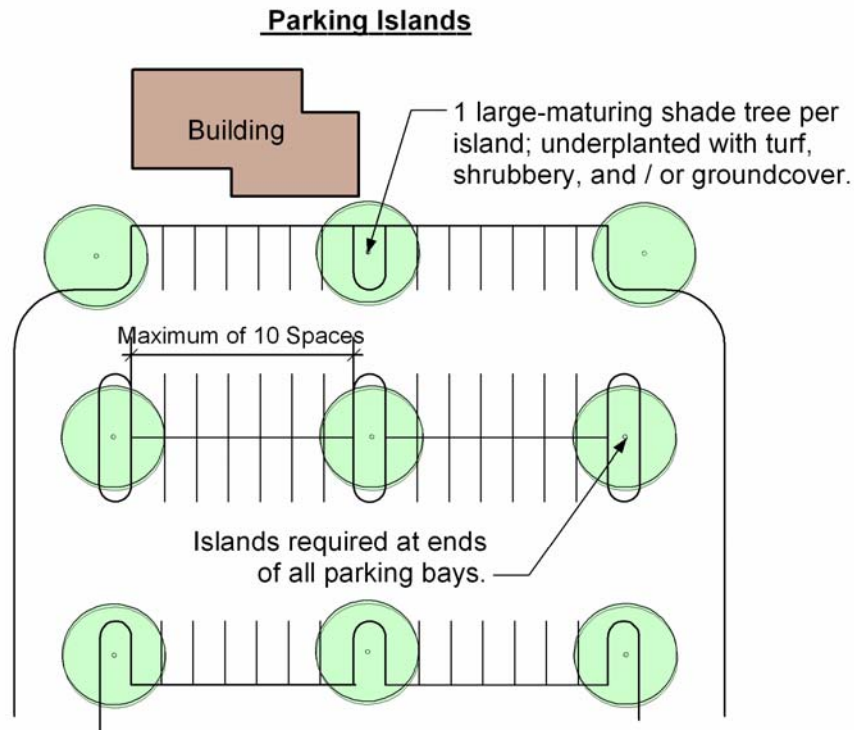 Parking Islands
Building
1 large-maturing shade tree per
island; underplanted with turf,
shrubbery, and / or groundcover.
Maximum of 10 Spaces
Islands required at ends
of all parking bays.